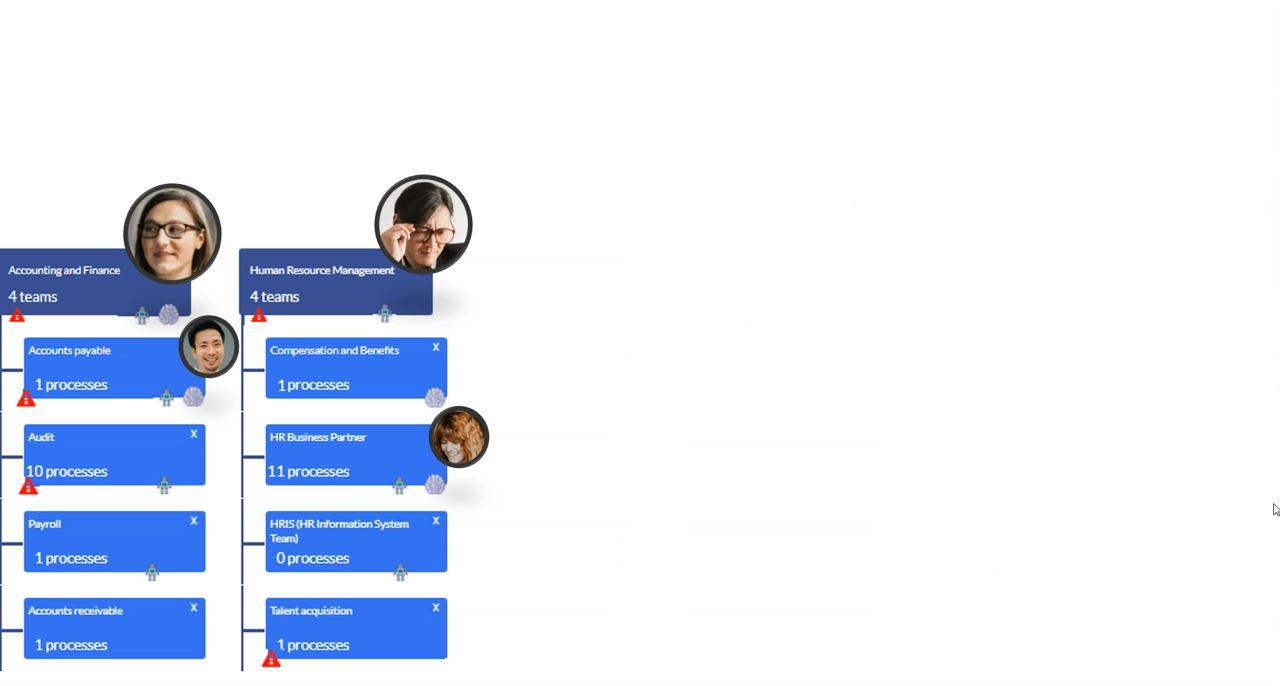 Accounting and Finance
4 teams
Accounts payable
1 processes
Audit
X
10 processes
Payroll
X
1 processes
Accounts receivable
X
1 processes
Human Resource Management
4 teams
Compensation and Benefits
X
1 processes
HR Business Partner
11 processes
HRIS (HR Information System
Team)
X
0 processes
Talent acquisition
X
1 processes